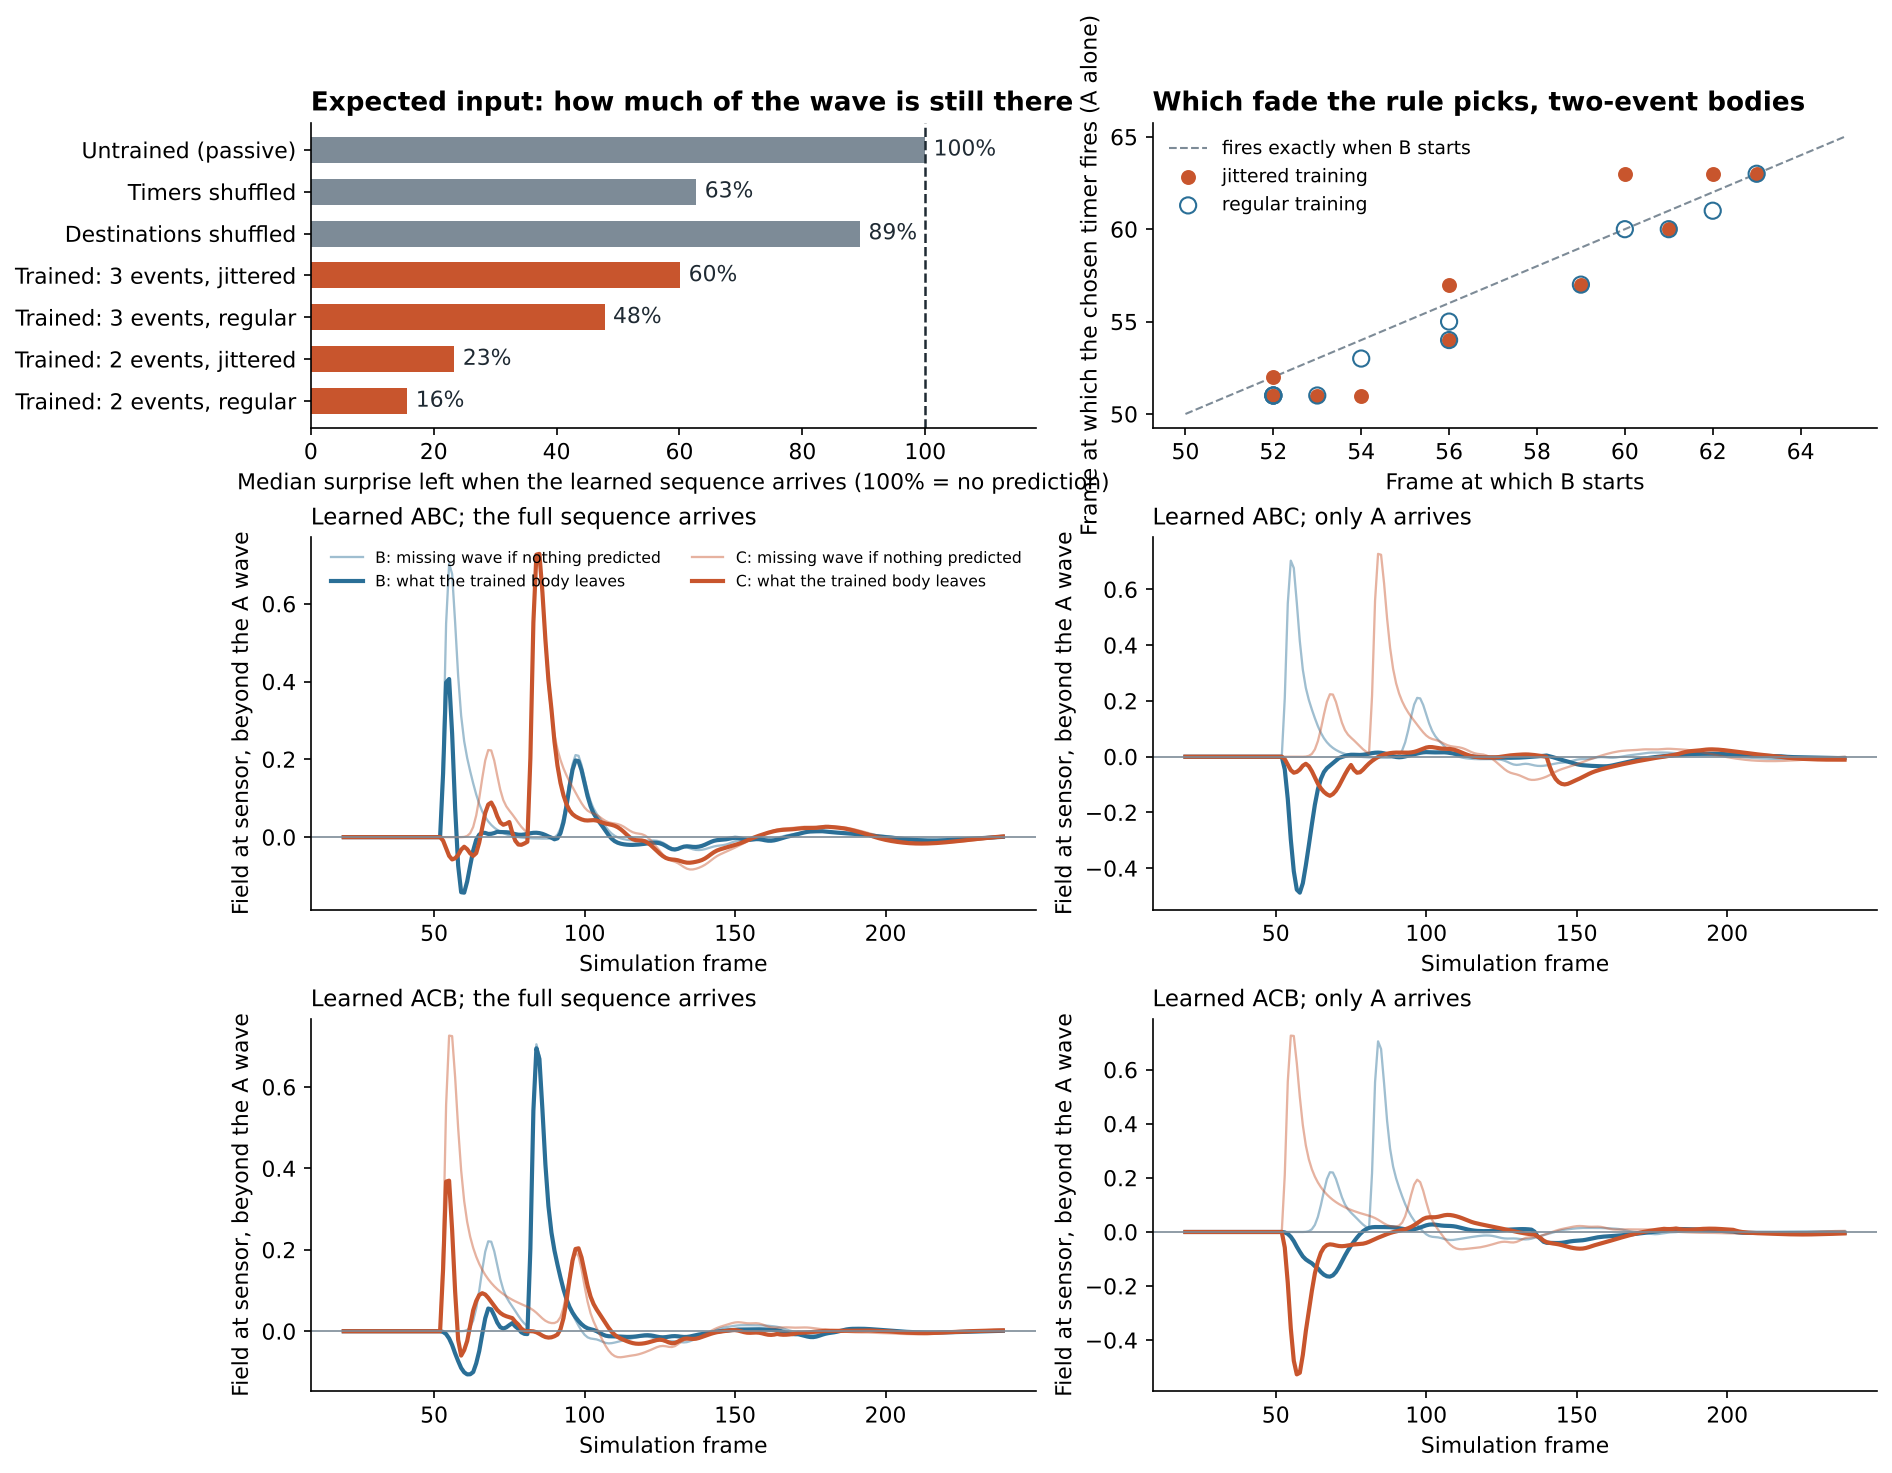 Expected input: how much of the wave is still there
Untrained (passive)
100%
Timers shuffled
63%
Destinations shuffled
89%
Trained: 3 events, jittered
60%
Trained: 3 events, regular
48%
Trained: 2 events, jittered
23%
Trained: 2 events, regular
16%
0 20 40 60 80 100
Median surprise left when the learned sequence arrives (100% = no prediction)
Which fade the rule picks, two-event bodies
Frame at which the chosen timer fires (A alone)
65
60
55
50
fires exactly when B starts
jittered training
regular training
50 52 54 56 58 60 62 64
Frame at which B starts
Learned ABC; the full sequence arrives
Field at sensor, beyond the A wave
B: missing wave if nothing predicted
B: what the trained body leaves
C: missing wave if nothing predicted
C: what the trained body leaves
0.6
0.4
0.2
0.0
50 100 150 200
Simulation frame
Learned ABC; only A arrives
Field at sensor, beyond the A wave
0.6
0.4
0.2
0.0
−0.2
−0.4
50 100 150 200
Simulation frame
Learned ACB; the full sequence arrives
Field at sensor, beyond the A wave
0.6
0.4
0.2
0.0
50 100 150 200
Simulation frame
Learned ACB; only A arrives
Field at sensor, beyond the A wave
0.6
0.4
0.2
0.0
−0.2
−0.4
50 100 150 200
Simulation frame